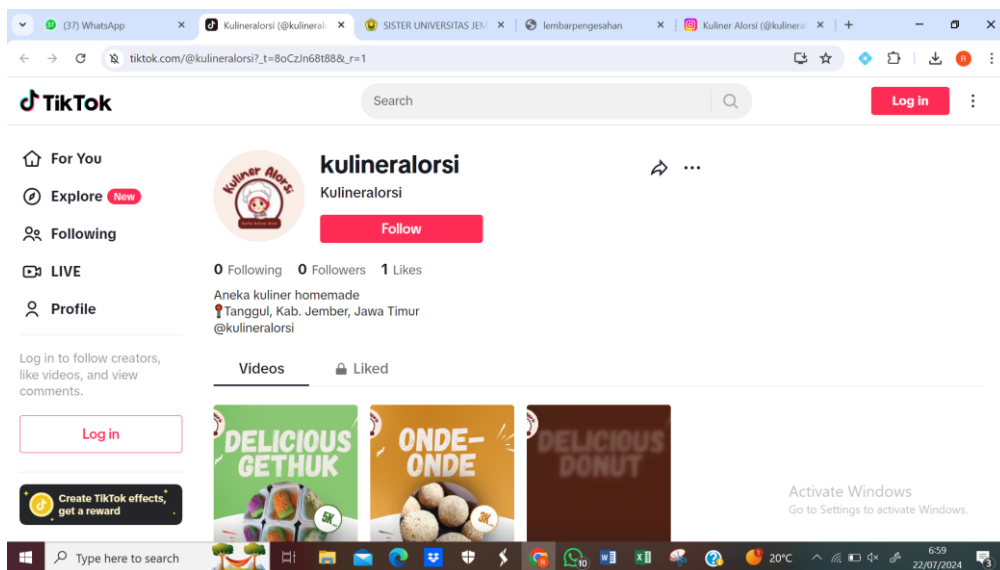 (37) WhatsApp
Kulineralorsi (@kulineral
SISTER UNIVERSITAS JEM
lembarpengesahan
Kuliner Alorsi (@kulineral
tiktok.com/@kulineralorsi?_t=8oCzJn68t88&_r=1
R
TikTok
Search
Log in
For You
Explore New
Following
LIVE
Profile
Log in to follow creators,
like videos, and view
comments.
Log in
Create TikTok effects,
get a reward
Kuliner Alorsi
kulineralorsi
Kulineralorsi
Follow
0 Following 0 Followers 1 Likes
Aneka kuliner homemade
Tanggul, Kab. Jember, Jawa Timur
@kulineralorsi
Videos Liked
DELICIOUS
GETHUK
5K
ONDE-
ONDE
3K
DELICIOUS
DONUT
Activate Windows
Go to Settings to activate Windows.
Type here to search
10
20°C
6:59
22/07/2024
3